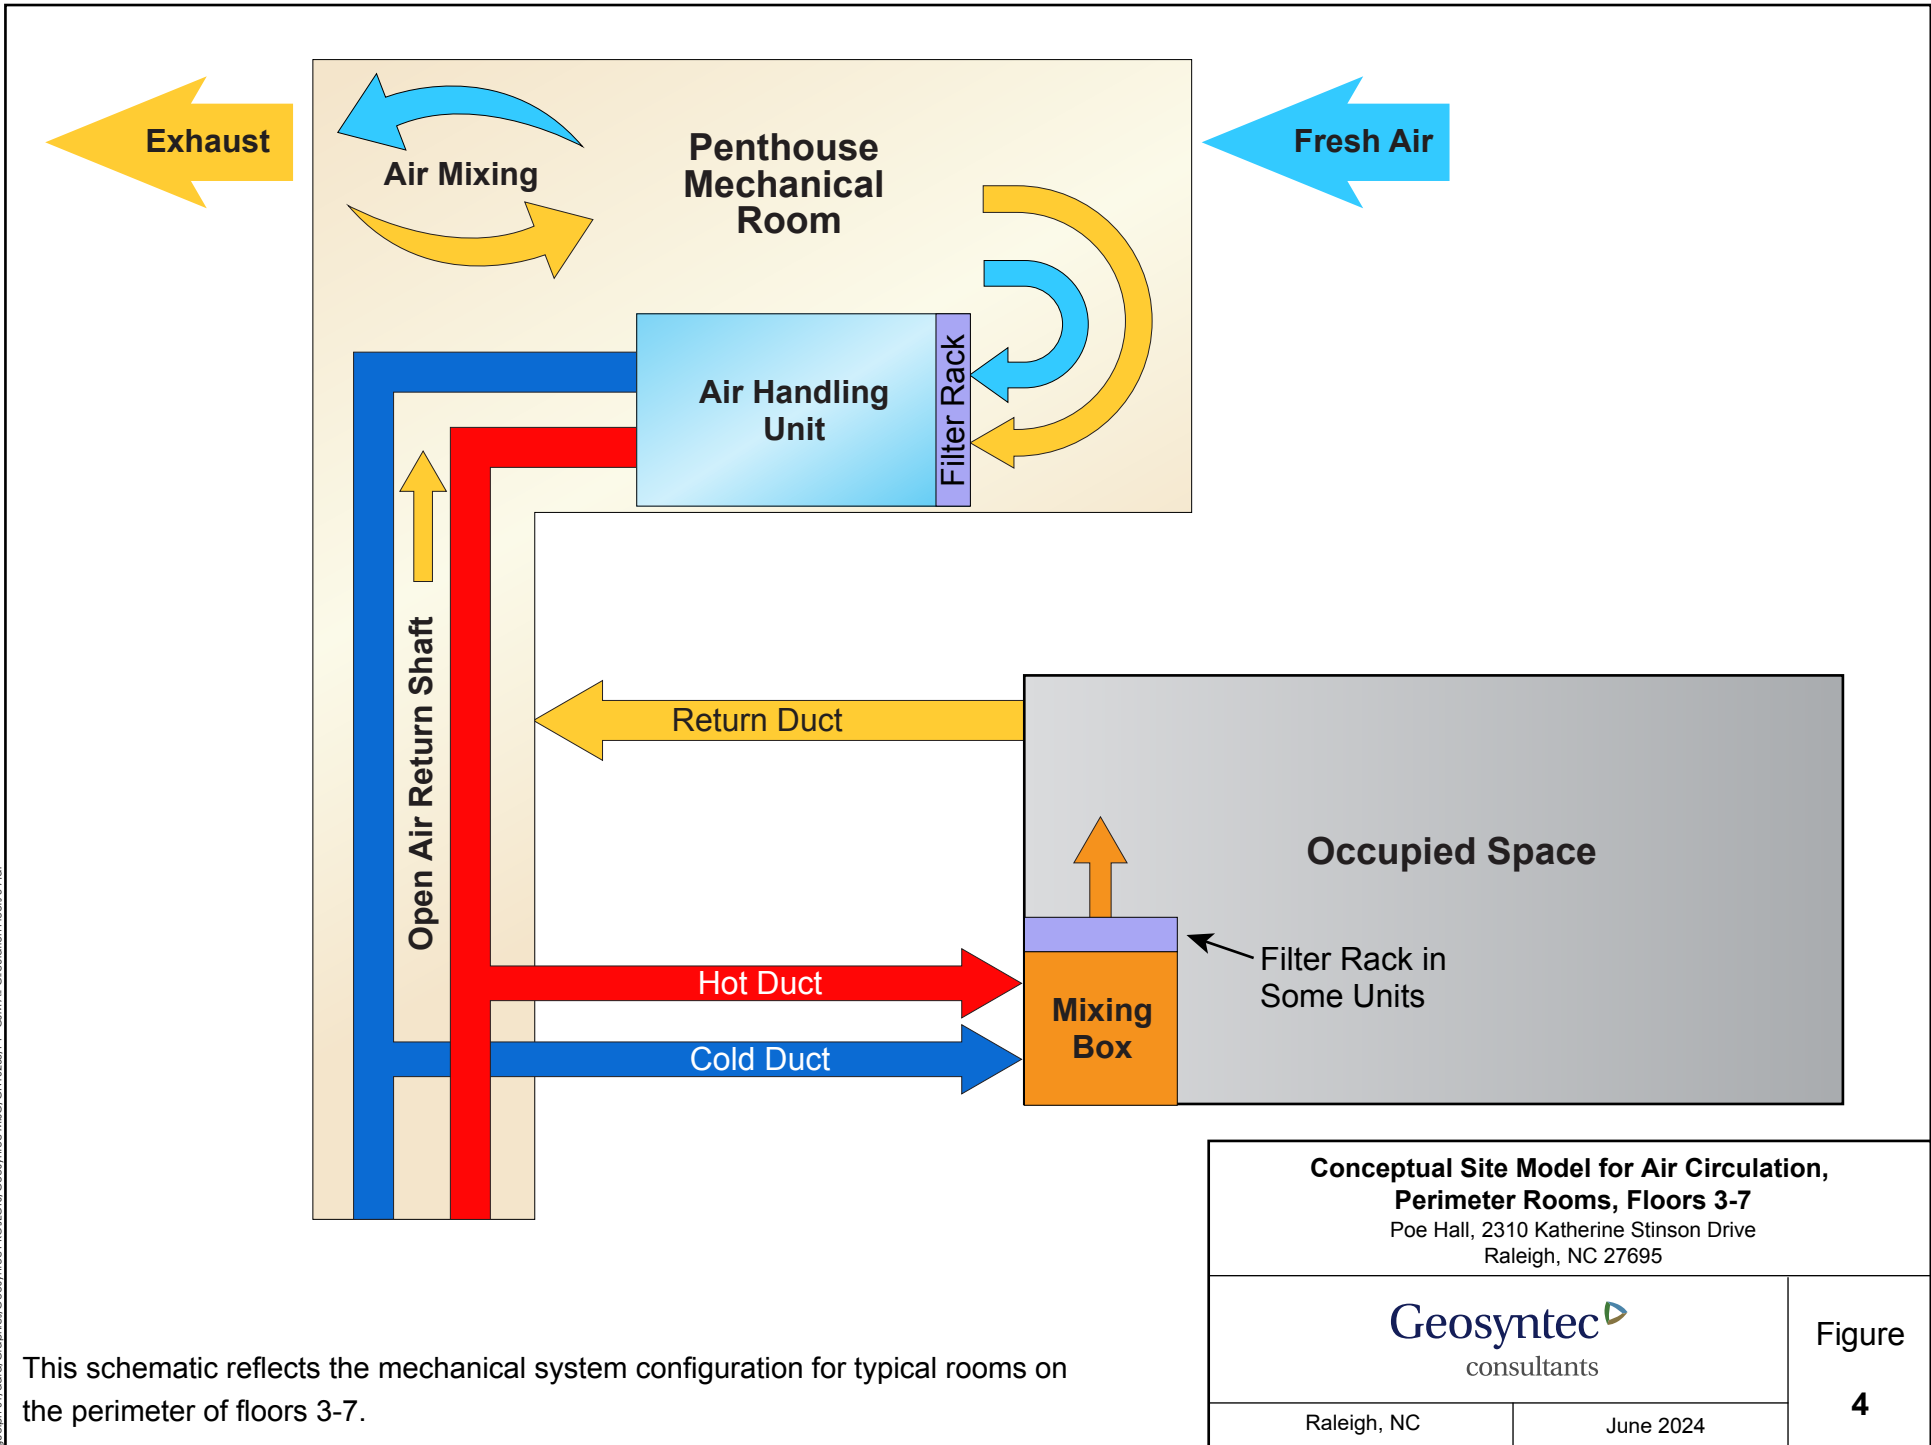 Exhaust
Fresh Air
Air Mixing
Penthouse
Mechanical
Room
Air Handling
Unit
Filter Rack
Open Air Return Shaft
Return Duct
Occupied Space
Hot Duct
Cold Duct
Mixing
Box
Filter Rack in
Some Units
This schematic reflects the mechanical system configuration for typical rooms on
the perimeter of floors 3-7.
Conceptual Site Model for Air Circulation,
Perimeter Rooms, Floors 3-7
Poe Hall, 2310 Katherine Stinson Drive
Raleigh, NC 27695
Geosyntec
consultants
Figure
4
Raleigh, NC
June 2024